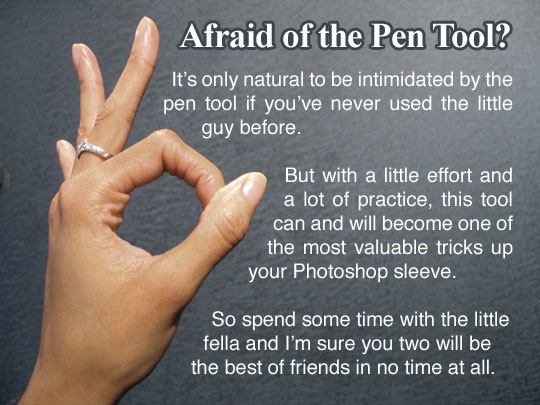 Afraid of the Pen Tool?
It's only natural to be intimidated by the
pen tool if you've never used the little
guy before.
But with a little effort and
a lot of practice, this tool
can and will become one of
the most valuable tricks up
your Photoshop sleeve.
So spend some time with the little
fella and I'm sure you two will be
the best of friends in no time at all.